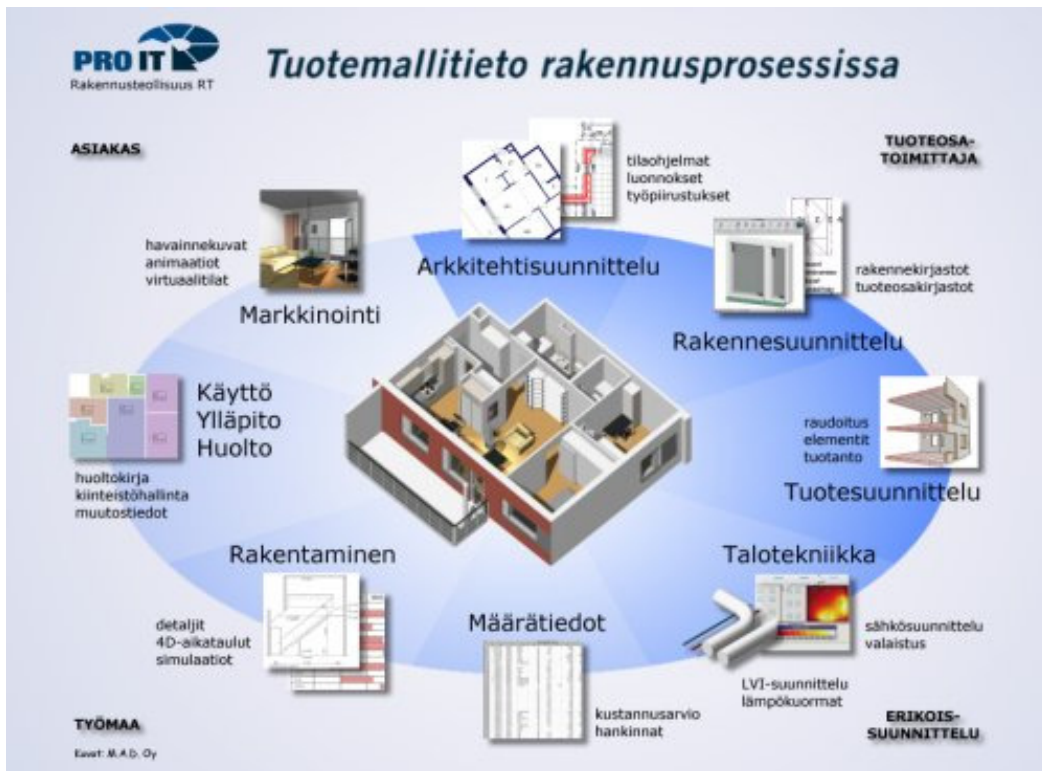 PRO IT
Rakennusteollisuus RT
Tuotemallitieto rakennusprosessissa
ASIAKAS
TUOTEOSA-
TOIMITTAJA
tilaohjelmat
luonnokset
työpiirustukset
Arkkitehtisuunnittelu
havainnekuvat
animaatiot
virtuaalitilat
Markkinointi
rakennekirjastot
tuoteosakirjastot
Rakennesuunnittelu
Käyttö
Ylläpito
Huolto
huoltokirja
kiinteistöhallinta
muutostiedot
raudoitus
elementit
tuotanto
Tuotesuunnittelu
Rakentaminen
detaljit
4D-aikataulut
simulaatiot
Määrätiedot
kustannusarvio
hankinnat
Talotekniikka
sähkösuunnittelu
valaistus
LVI-suunnittelu
lämpökuormat
TYÖMAA
Kuvat: M.A.D. Oy
ERIKOIS-
SUUNNITTELU